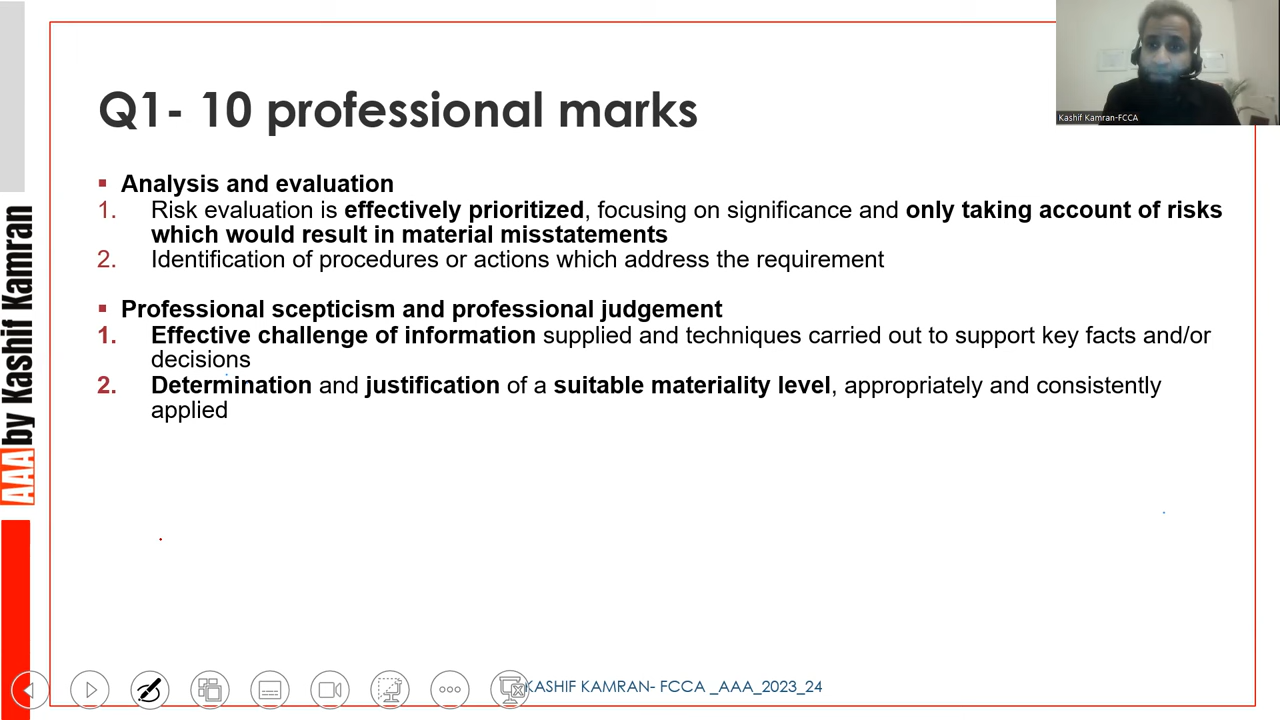 Q1- 10 professional marks
Kashif Kamran-FCCA
▪ Analysis and evaluation
1. Risk evaluation is effectively prioritized, focusing on significance and only taking account of risks
which would result in material misstatements
2. Identification of procedures or actions which address the requirement
▪ Professional scepticism and professional judgement
1. Effective challenge of information supplied and techniques carried out to support key facts and/or
decisions
2. Determination and justification of a suitable materiality level, appropriately and consistently
applied
AAA by Kashif Kamran
KASHIF KAMRAN- FCCA _AAA_2023_24